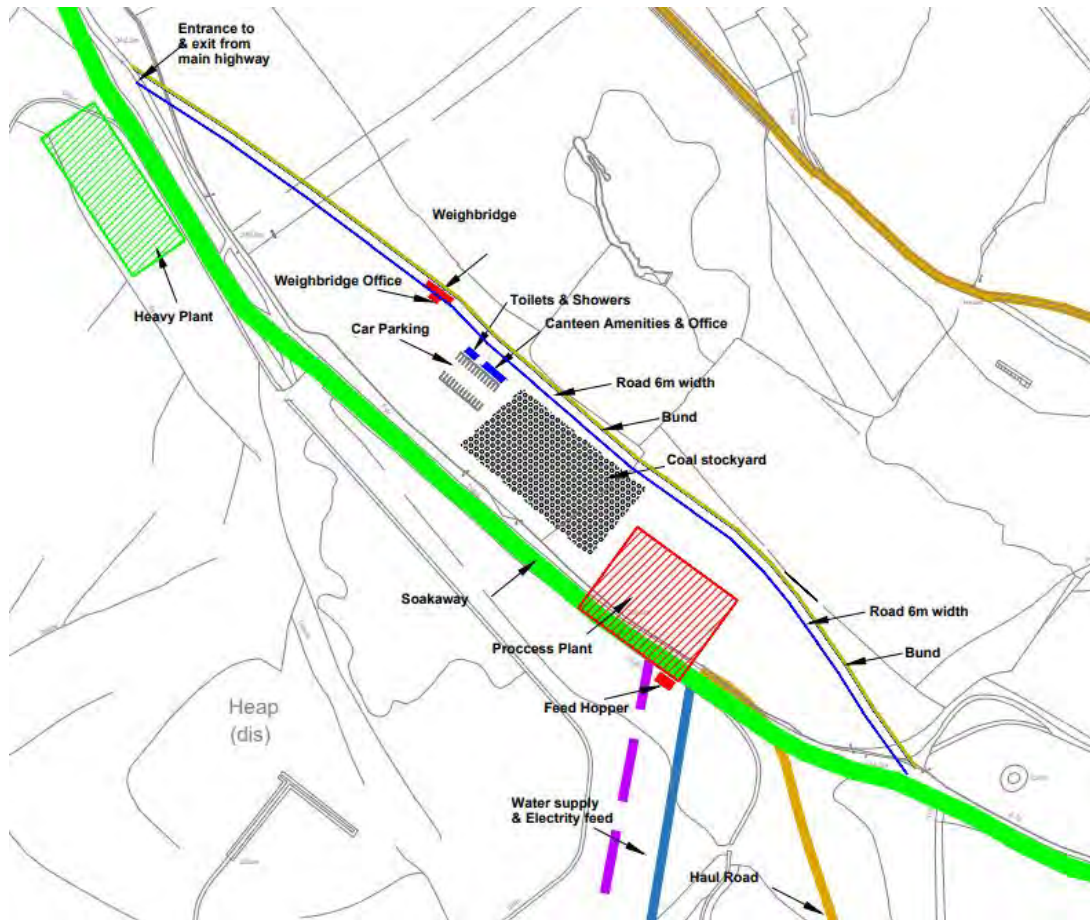 Entrance to
& exit from
main highway
Heavy Plant
Weighbridge
Weighbridge Office
Toilets & Showers
Car Parking
Canteen Amenities & Office
Road 6m width
Bund
Coal stockyard
Soakaway
Road 6m width
Proccess Plant
Bund
Feed Hopper
Heap
(dis)
Water supply
& Electrity feed
Haul Road